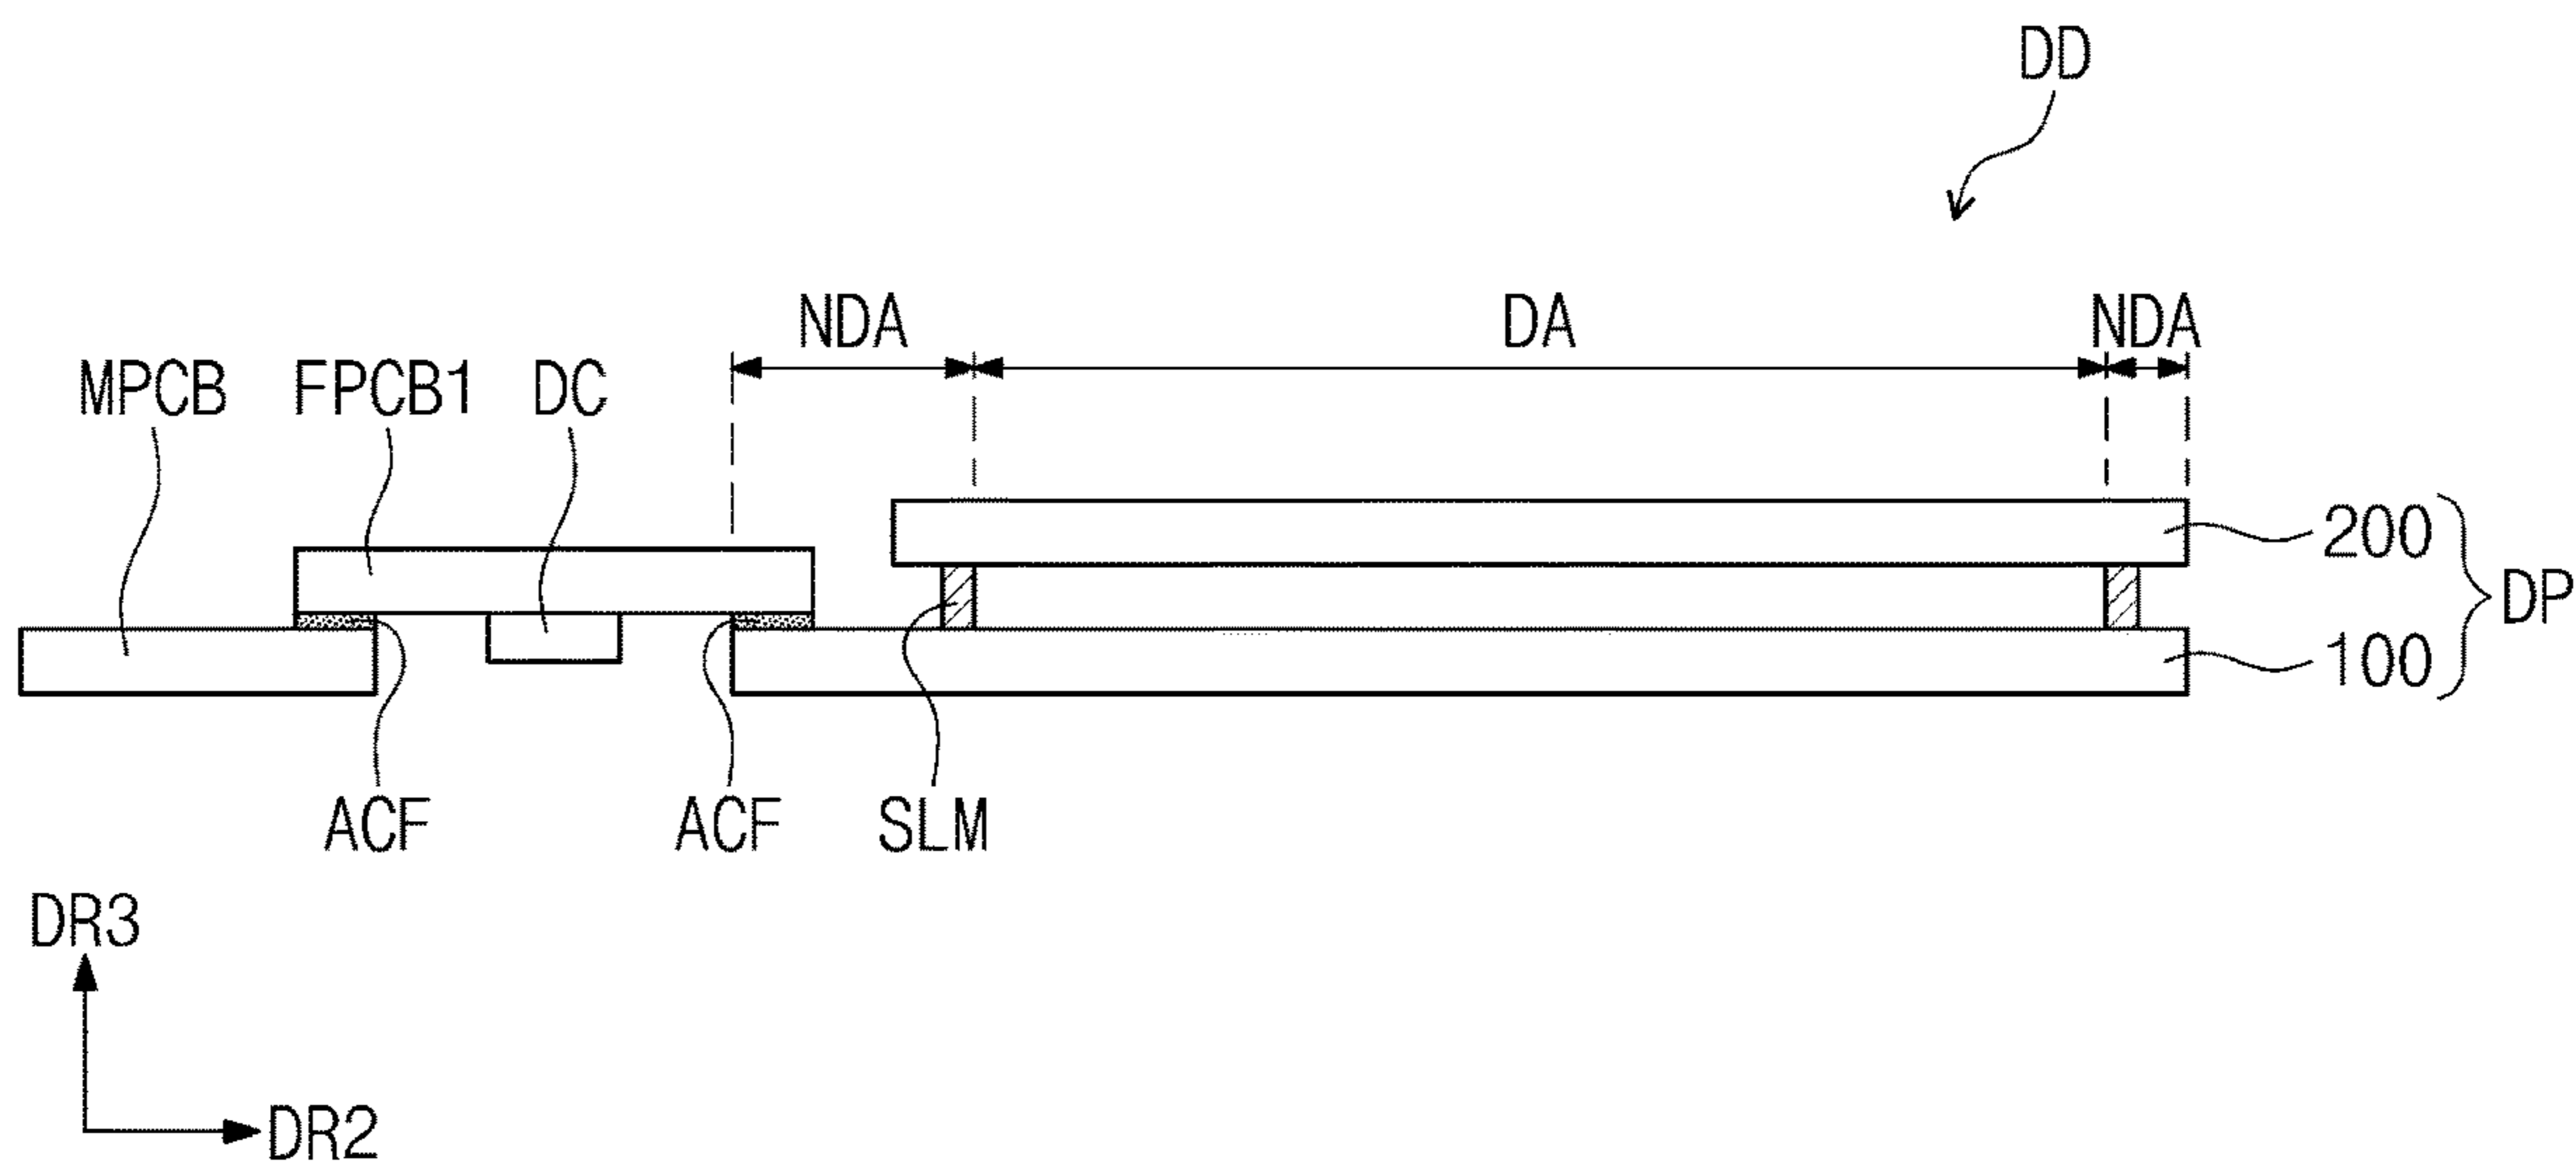 DD
NDA DA NDA
MPCB FPCB1 DC
200
DP
100
ACF ACF SLM
DR3
DR2